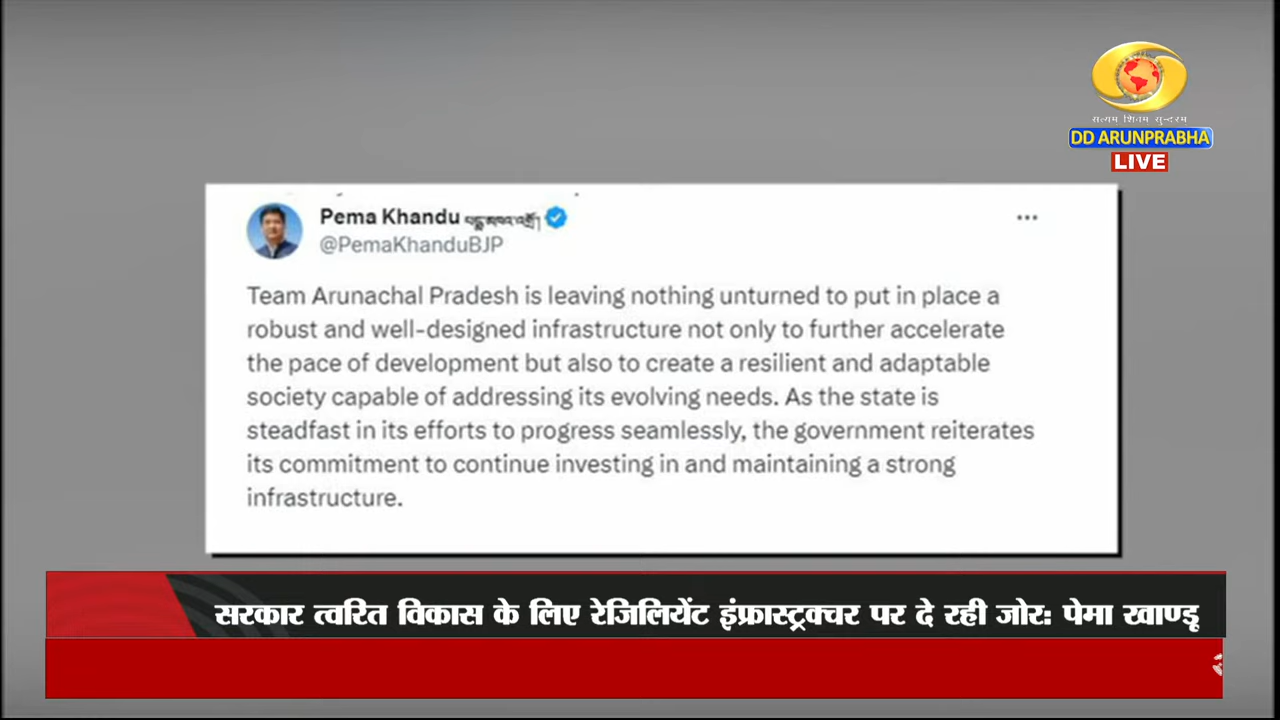 सत्यम शिवम सुन्दरम
DD ARUNPRABHA
LIVE
Pema Khandu པདྨ་མཁའ་འགྲོ།
@PemaKhanduBJP
Team Arunachal Pradesh is leaving nothing unturned to put in place a
robust and well-designed infrastructure not only to further accelerate
the pace of development but also to create a resilient and adaptable
society capable of addressing its evolving needs. As the state is
steadfast in its efforts to progress seamlessly, the government reiterates
its commitment to continue investing in and maintaining a strong
infrastructure.
सरकार त्वरित विकास के लिए रेजिलियेंट इंफ्रास्ट्रक्चर पर दे रही जोर: पेमा खाण्डू